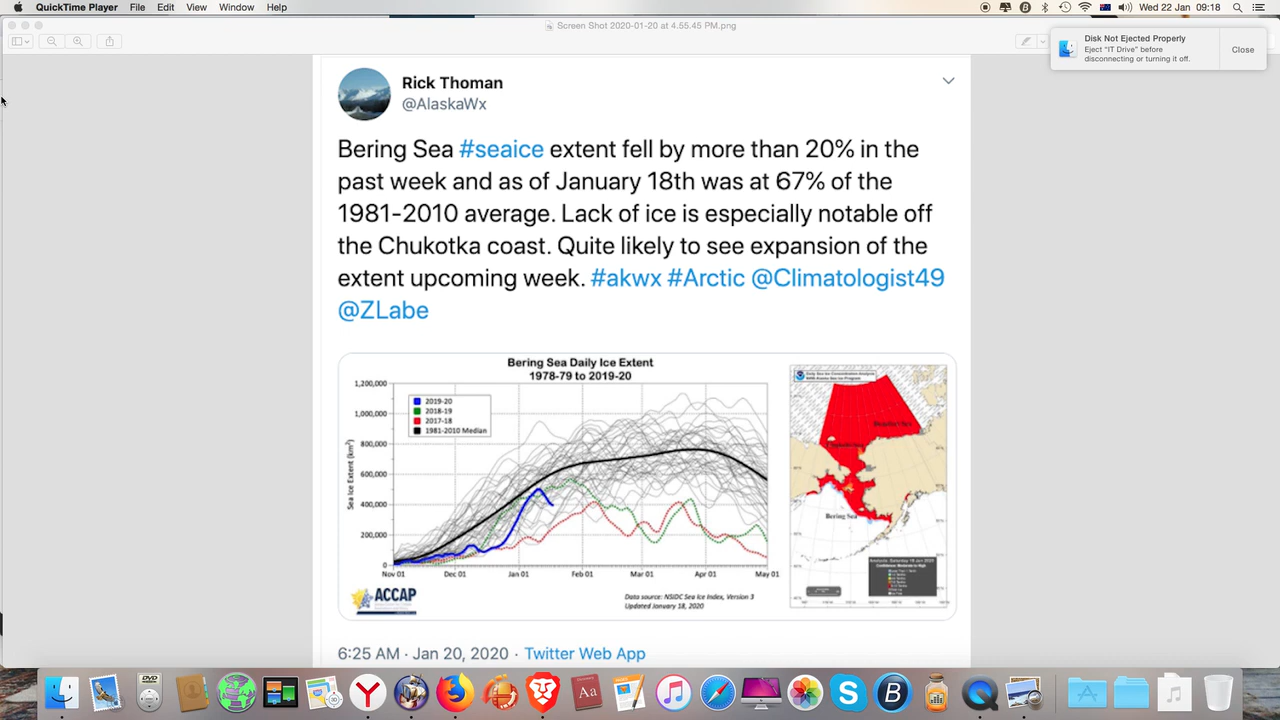 QuickTime Player File Edit View Window Help
Wed 22 Jan 09:18
Screen Shot 2020-01-20 at 4.55.45 PM.png
Disk Not Ejected Properly
Eject "IT Drive" before
disconnecting or turning it off.
Close
Rick Thoman
@AlaskaWx
Bering Sea #seaice extent fell by more than 20% in the
past week and as of January 18th was at 67% of the
1981-2010 average. Lack of ice is especially notable off
the Chukotka coast. Quite likely to see expansion of the
extent upcoming week. #akwx #Arctic @Climatologist49
@ZLabe
Bering Sea Daily Ice Extent
1978-79 to 2019-20
1,200,000
1,000,000
800,000
600,000
400,000
200,000
0
Sea Ice Extent (km²)
2019-20
2018-19
2017-18
1981-2010 Median
Nov 01 Dec 01 Jan 01 Feb 01 Mar 01 Apr 01 May 01
ACCAP
Data source: NSIDC Sea Ice Index, Version 3
Updated January 18, 2020
Bering Sea
6:25 AM · Jan 20, 2020 · Twitter Web App
DVD
Aa